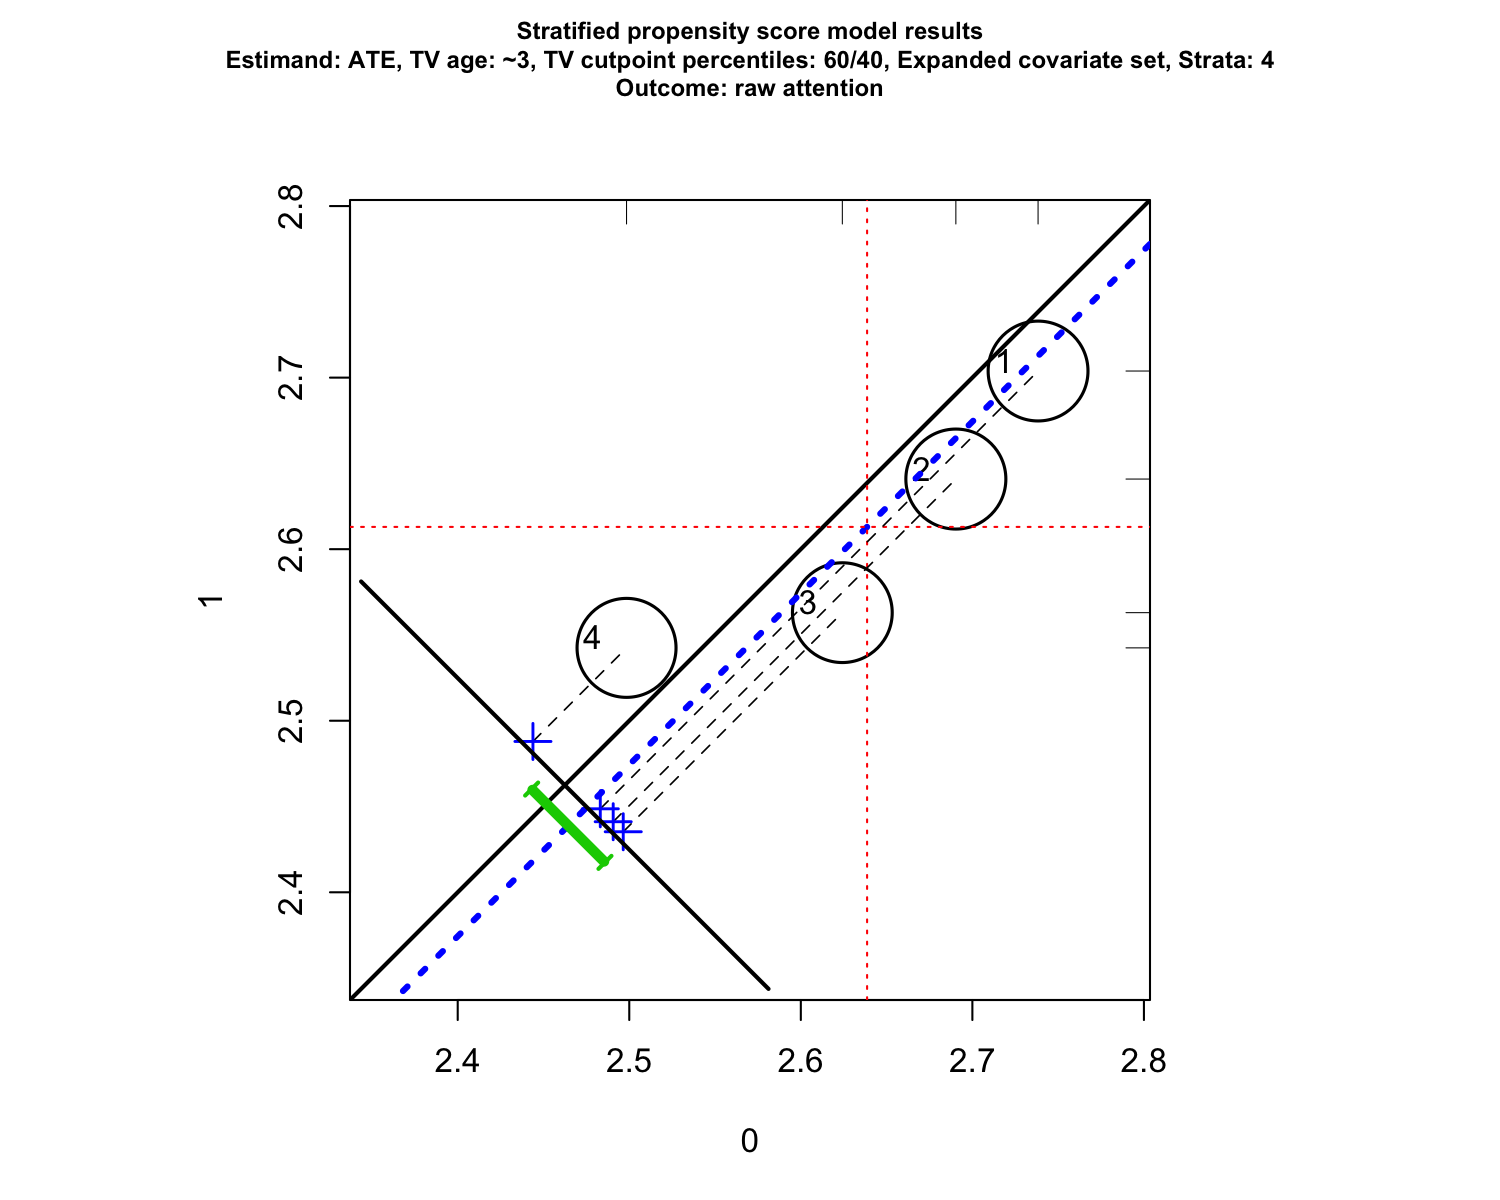 Stratified propensity score model results
Estimand: ATE, TV age: ~3, TV cutpoint percentiles: 60/40, Expanded covariate set, Strata: 4
Outcome: raw attention
2.8
2.7
2.6
2.5
2.4
1
1
2
3
4
2.4 2.5 2.6 2.7 2.8
0